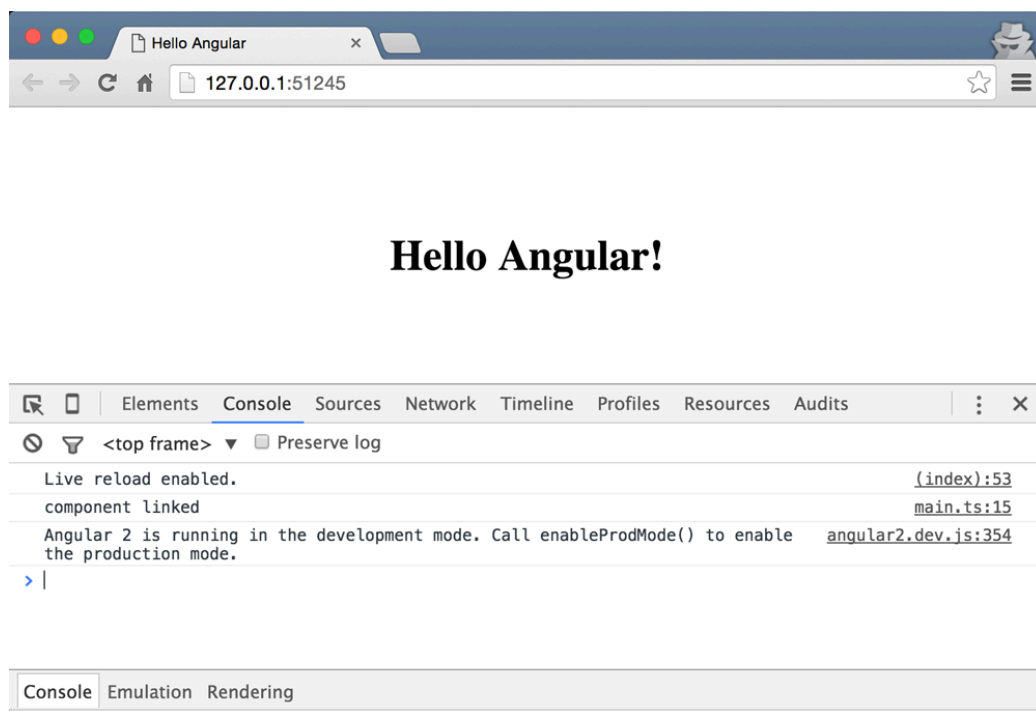 Hello Angular
127.0.0.1:51245
Hello Angular!
Elements Console Sources Network Timeline Profiles Resources Audits
<top frame> ▼ Preserve log
Live reload enabled. (index):53
component linked main.ts:15
Angular 2 is running in the development mode. Call enableProdMode() to enable angular2.dev.js:354
the production mode.
>
Console Emulation Rendering